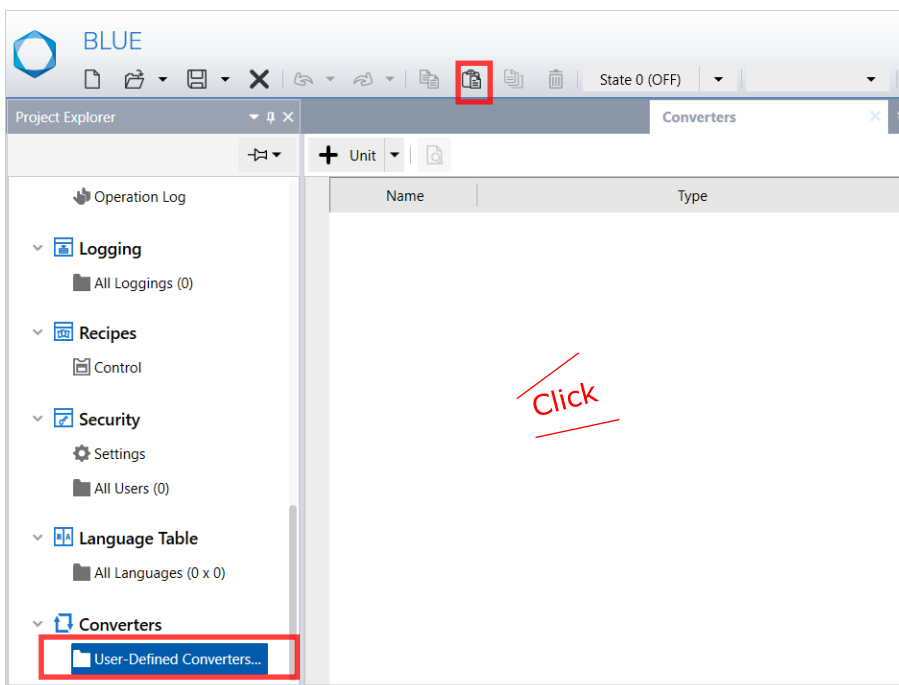 BLUE
State 0 (OFF)
Project Explorer
Converters
Unit
Name Type
Operation Log
Logging
All Loggings (0)
Recipes
Control
Click
Security
Settings
All Users (0)
Language Table
All Languages (0 x 0)
Converters
User-Defined Converters...